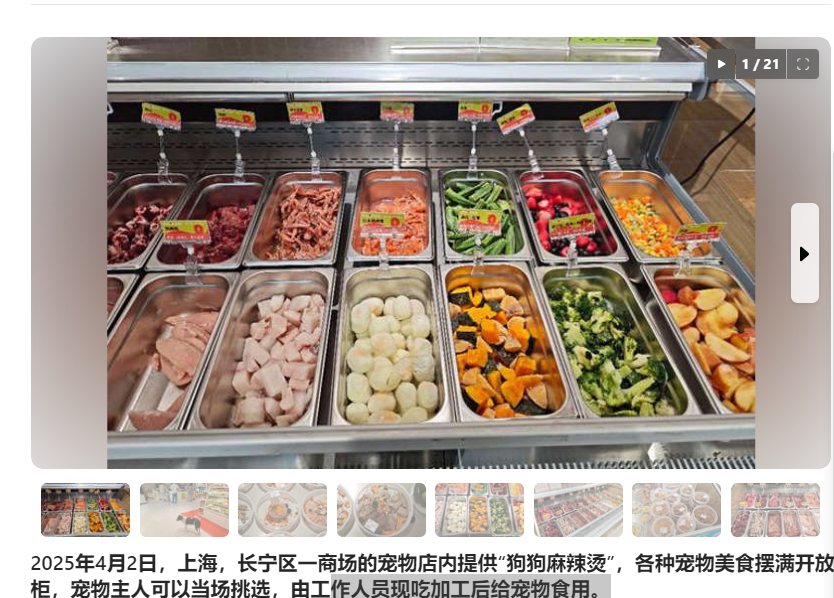 1 / 21
2025年4月2日，上海，长宁区一商场的宠物店内提供“狗狗麻辣烫”，各种宠物美食摆满开放
柜，宠物主人可以当场挑选，由工作人员现吃加工后给宠物食用。